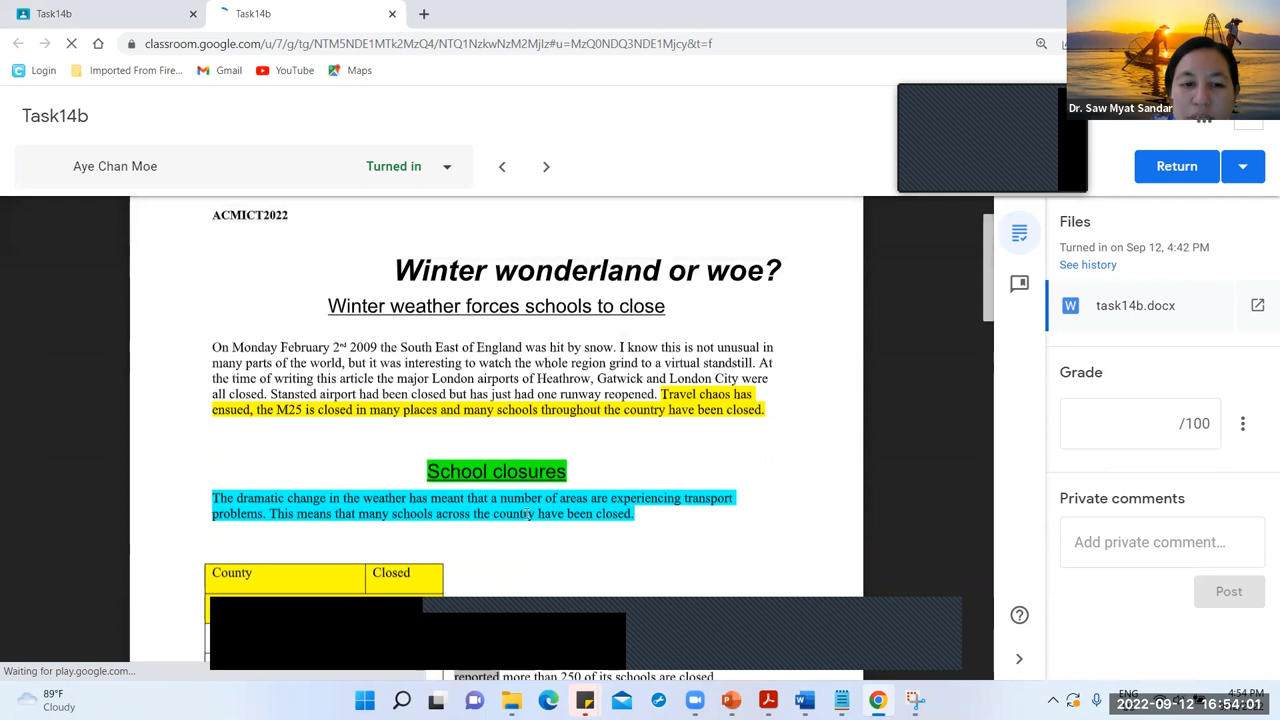 Task14b
Task14b
classroom.google.com/u/7/g/tg/NTM5NDE1MTk2MzQ4/NTQ1NzkwNzM2MjIz#u=MzQ0NDQ3NDE1Mjcy&t=f
Login
Imported From Fire...
Gmail
YouTube
Maps
Dr. Saw Myat Sandar
Task14b
Aye Chan Moe
Turned in
Return
ACMICT2022
Winter wonderland or woe?
Winter weather forces schools to close
On Monday February 2nd 2009 the South East of England was hit by snow. I know this is not unusual in
many parts of the world, but it was interesting to watch the whole region grind to a virtual standstill. At
the time of writing this article the major London airports of Heathrow, Gatwick and London City were
all closed. Stansted airport had been closed but has just had one runway reopened. Travel chaos has
ensued, the M25 is closed in many places and many schools throughout the country have been closed.
School closures
The dramatic change in the weather has meant that a number of areas are experiencing transport
problems. This means that many schools across the country have been closed.
County
Closed
reported more than 250 of its schools are closed
Files
Turned in on Sep 12, 4:42 PM
See history
task14b.docx
Grade
/100
Private comments
Add private comment...
Post
Waiting for play.google.com...
89°F
Cloudy
ENG
4:54 PM
2022-09-12 16:54:01